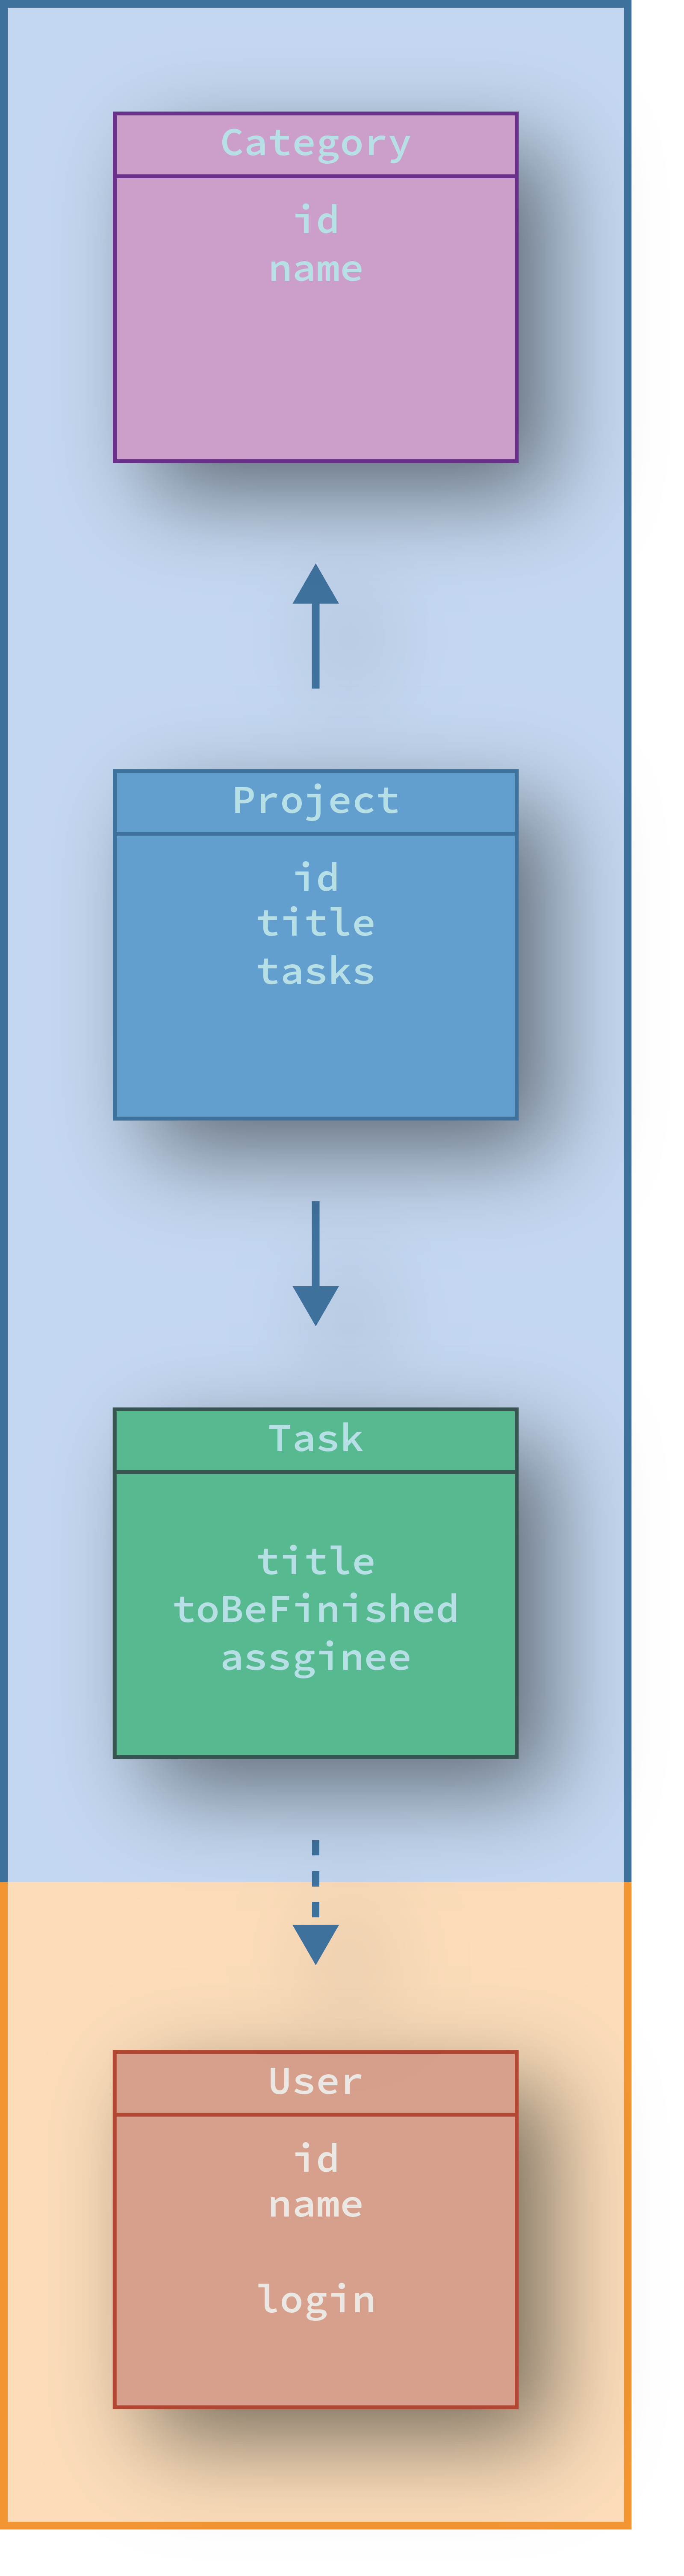 Category
id
name
Project
id
title
tasks
Task
title
toBeFinished
assginee
User
id
name
login